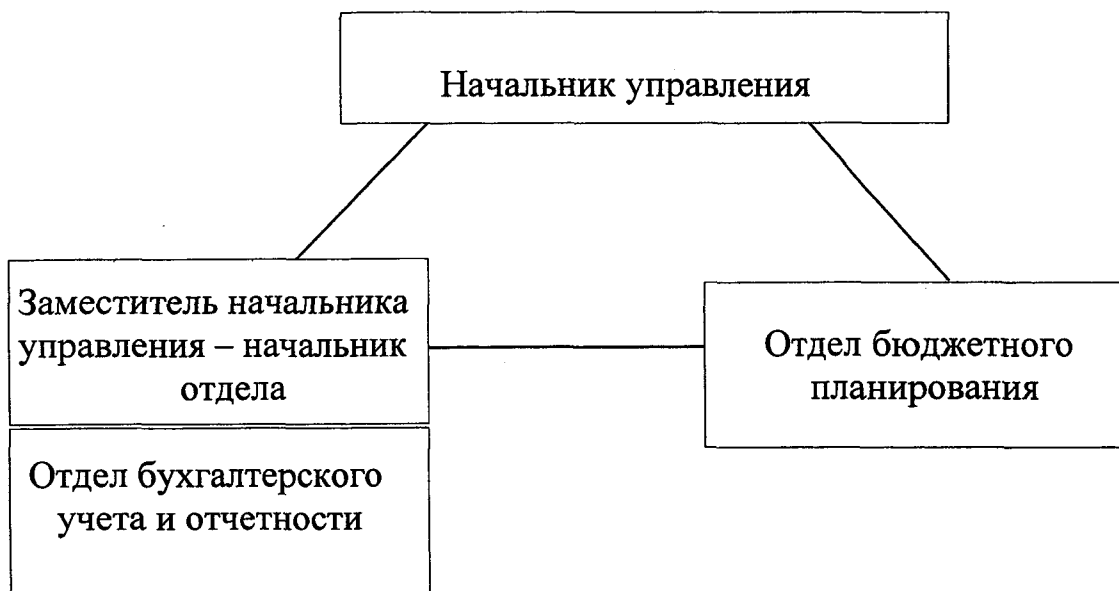 Начальник управления
Заместитель начальника
управления – начальник
отдела
Отдел бюджетного
планирования
Отдел бухгалтерского
учета и отчетности